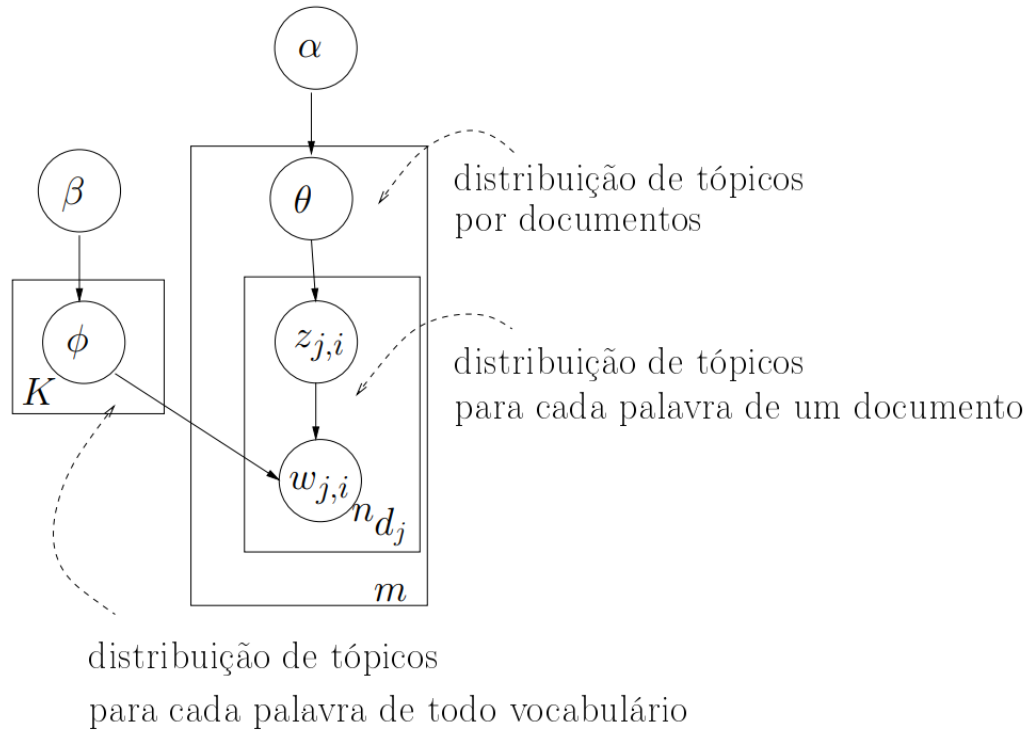 α
β
θ
distribuição de tópicos
por documentos
ϕ
K
z_{j,i}
distribuição de tópicos
para cada palavra de um documento
w_{j,i}
n_{d_j}
m
distribuição de tópicos
para cada palavra de todo vocabulário